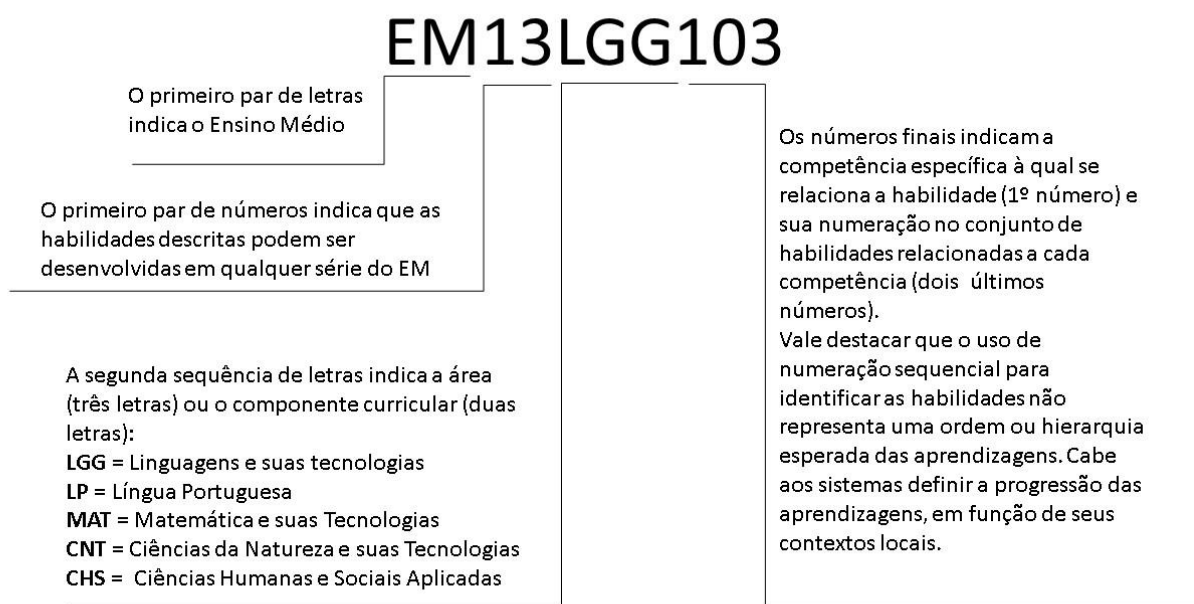 EM13LGG103
O primeiro par de letras
indica o Ensino Médio
O primeiro par de números indica que as
habilidades descritas podem ser
desenvolvidas em qualquer série do EM
A segunda sequência de letras indica a área
(três letras) ou o componente curricular (duas
letras):
LGG = Linguagens e suas tecnologias
LP = Língua Portuguesa
MAT = Matemática e suas Tecnologias
CNT = Ciências da Natureza e suas Tecnologias
CHS = Ciências Humanas e Sociais Aplicadas
Os números finais indicam a
competência específica à qual se
relaciona a habilidade (1º número) e
sua numeração no conjunto de
habilidades relacionadas a cada
competência (dois últimos
números).
Vale destacar que o uso de
numeração sequencial para
identificar as habilidades não
representa uma ordem ou hierarquia
esperada das aprendizagens. Cabe
aos sistemas definir a progressão das
aprendizagens, em função de seus
contextos locais.